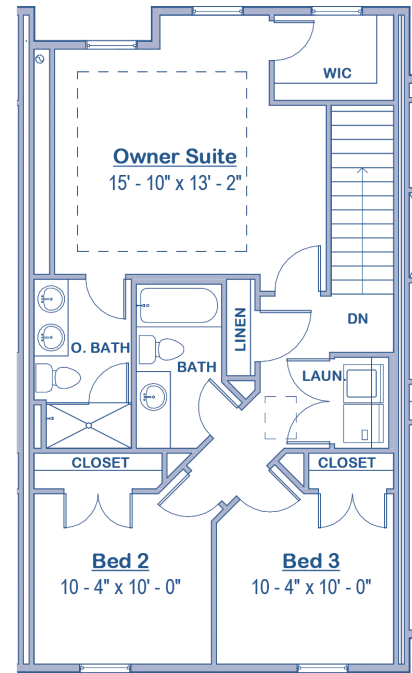 WIC
Owner Suite
15' - 10" x 13' - 2"
DN
LINEN
O. BATH
BATH
LAUN.
CLOSET
CLOSET
Bed 2
10 - 4" x 10' - 0"
Bed 3
10 - 4" x 10' - 0"